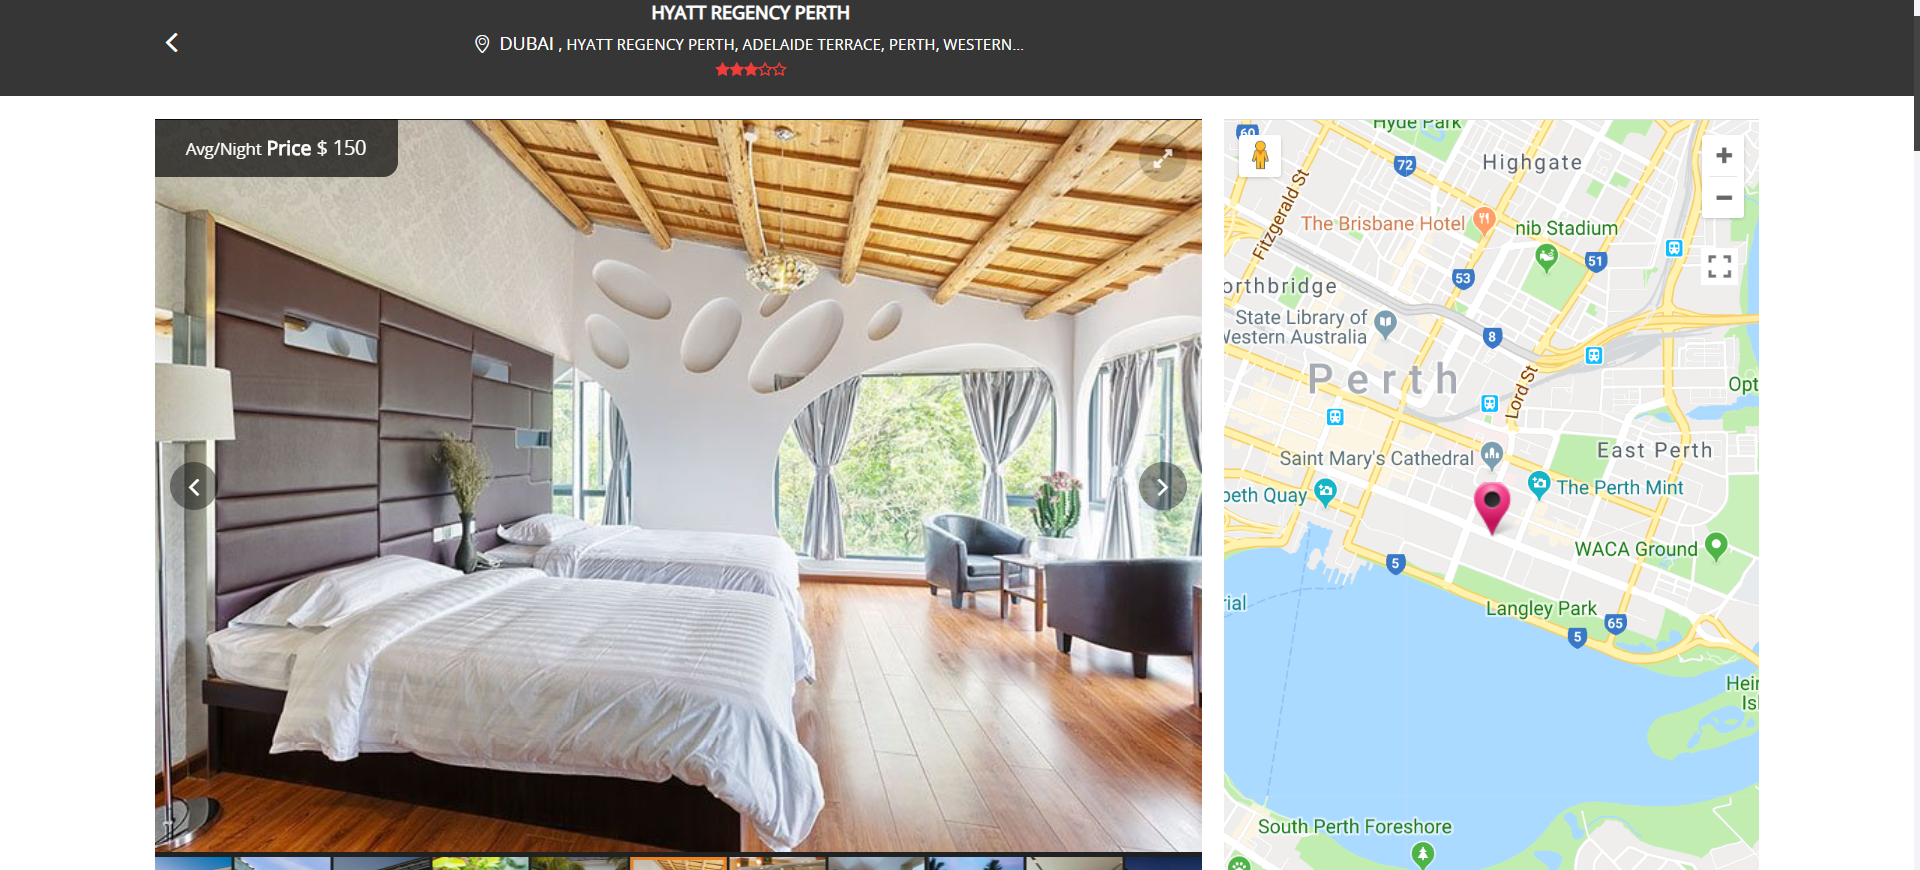 HYATT REGENCY PERTH
DUBAI , HYATT REGENCY PERTH, ADELAIDE TERRACE, PERTH, WESTERN...
Avg/Night Price $ 150
60
Hyde Park
72
Highgate
Fitzgerald St
The Brisbane Hotel
nib Stadium
51
53
orthbridge
State Library of
Western Australia
8
Perth
Lord St
Opt
East Perth
Saint Mary's Cathedral
The Perth Mint
beth Quay
WACA Ground
5
rial
Langley Park
65
5
Heir
Isl
South Perth Foreshore